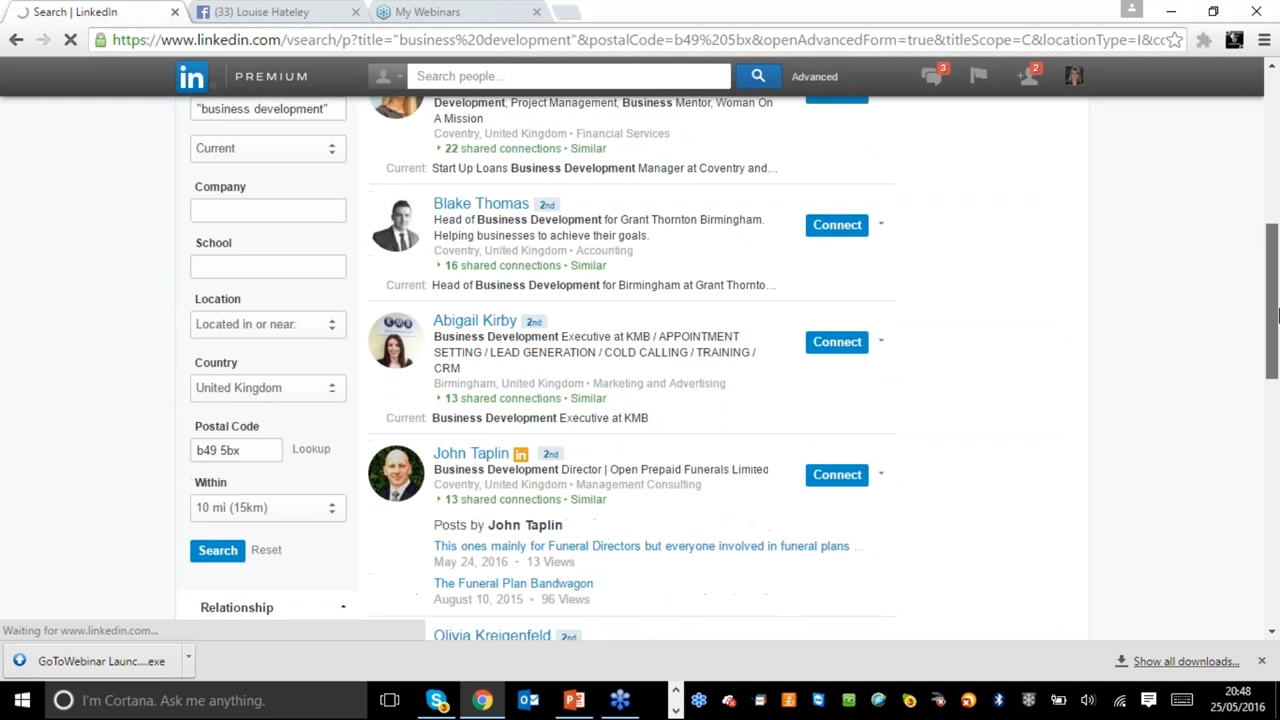 Search | LinkedIn
(33) Louise Hateley
My Webinars
https://www.linkedin.com/vsearch/p?title="business%20development"&postalCode=b49%205bx&openAdvancedForm=true&titleScope=C&locationType=I&cc
in PREMIUM
Search people...
Advanced
3
2
"business development"
Current
Company
School
Location
Located in or near:
Country
United Kingdom
Postal Code
b49 5bx
Lookup
Within
10 mi (15km)
Search
Reset
Relationship
Development, Project Management, Business Mentor, Woman On
A Mission
Coventry, United Kingdom • Financial Services
22 shared connections • Similar
Current: Start Up Loans Business Development Manager at Coventry and...
Blake Thomas 2nd
Head of Business Development for Grant Thornton Birmingham.
Helping businesses to achieve their goals.
Coventry, United Kingdom • Accounting
16 shared connections • Similar
Current: Head of Business Development for Birmingham at Grant Thornto...
Connect
KMB
Abigail Kirby 2nd
Business Development Executive at KMB / APPOINTMENT
SETTING / LEAD GENERATION / COLD CALLING / TRAINING /
CRM
Birmingham, United Kingdom • Marketing and Advertising
13 shared connections • Similar
Current: Business Development Executive at KMB
Connect
John Taplin in 2nd
Business Development Director | Open Prepaid Funerals Limited
Coventry, United Kingdom • Management Consulting
13 shared connections • Similar
Connect
Posts by John Taplin
This ones mainly for Funeral Directors but everyone involved in funeral plans ...
May 24, 2016 • 13 Views
The Funeral Plan Bandwagon
August 10, 2015 • 96 Views
Olivia Kreigenfeld 2nd
Waiting for www.linkedin.com...
GoToWebinar Launc....exe
Show all downloads...
I'm Cortana. Ask me anything.
20:48
25/05/2016